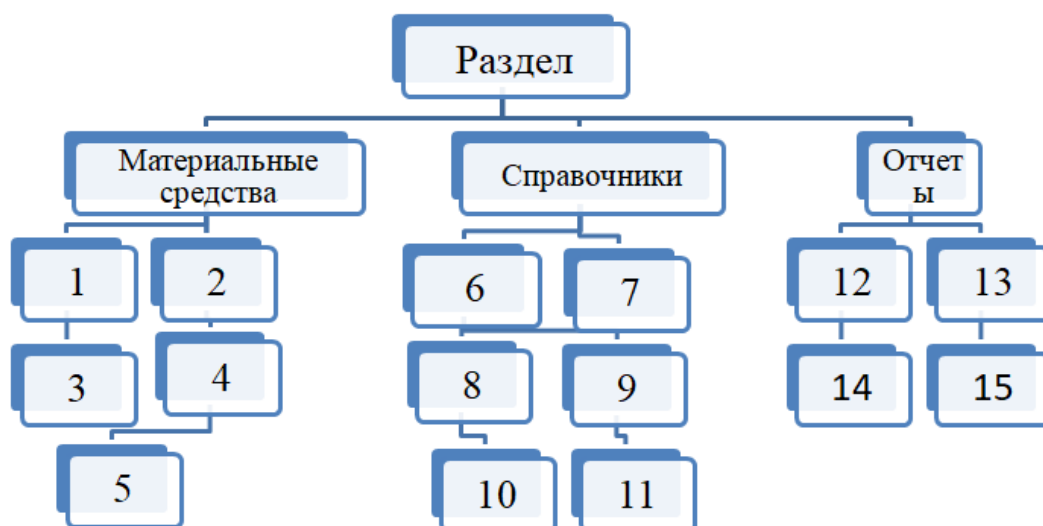 Раздел
Материальные
средства
Справочники
Отчет
ы
1
2
6
7
12
13
3
4
8
9
14
15
5
10
11